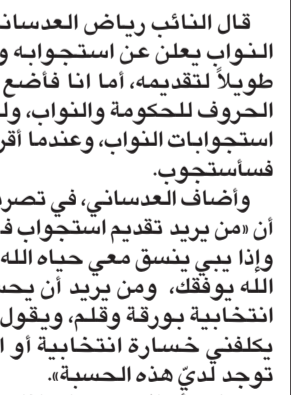 قال النائب رياض العدسان
النواب يعلن عن استجوابه و
طويلاً لتقديمه، أما انا فأضع
الحروف للحكومة والنواب، ول
استجوابات النواب، وعندما أقر
فسأستجوب.
وأضاف العدساني، في تصر
أن «من يريد تقديم استجواب ف
وإذا يبي ينسق معي حياه الله
الله يوفقك، ومن يريد أن يحس
انتخابية بورقة وقلم، ويقول
يكلفني خسارة انتخابية أو ا
توجد لديّ هذه الحسبة».